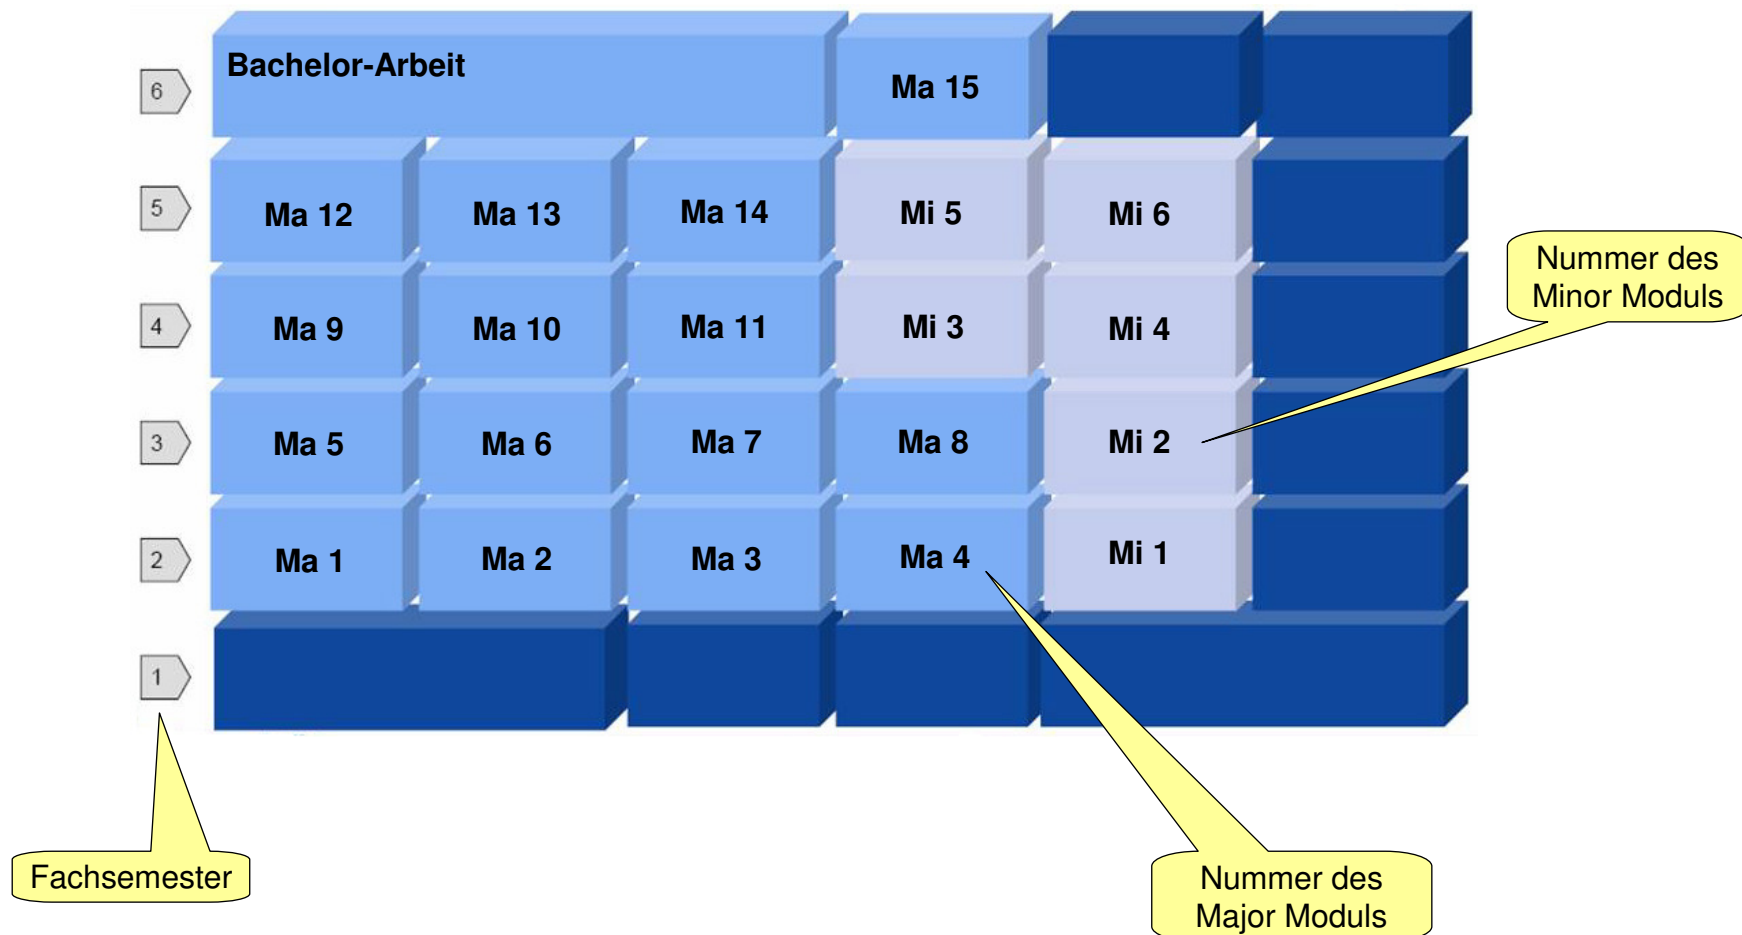 6
Bachelor-Arbeit
Ma 15
5
Ma 12
Ma 13
Ma 14
Mi 5
Mi 6
Nummer des
Minor Moduls
4
Ma 9
Ma 10
Ma 11
Mi 3
Mi 4
3
Ma 5
Ma 6
Ma 7
Ma 8
Mi 2
2
Ma 1
Ma 2
Ma 3
Ma 4
Mi 1
1
Fachsemester
Nummer des
Major Moduls